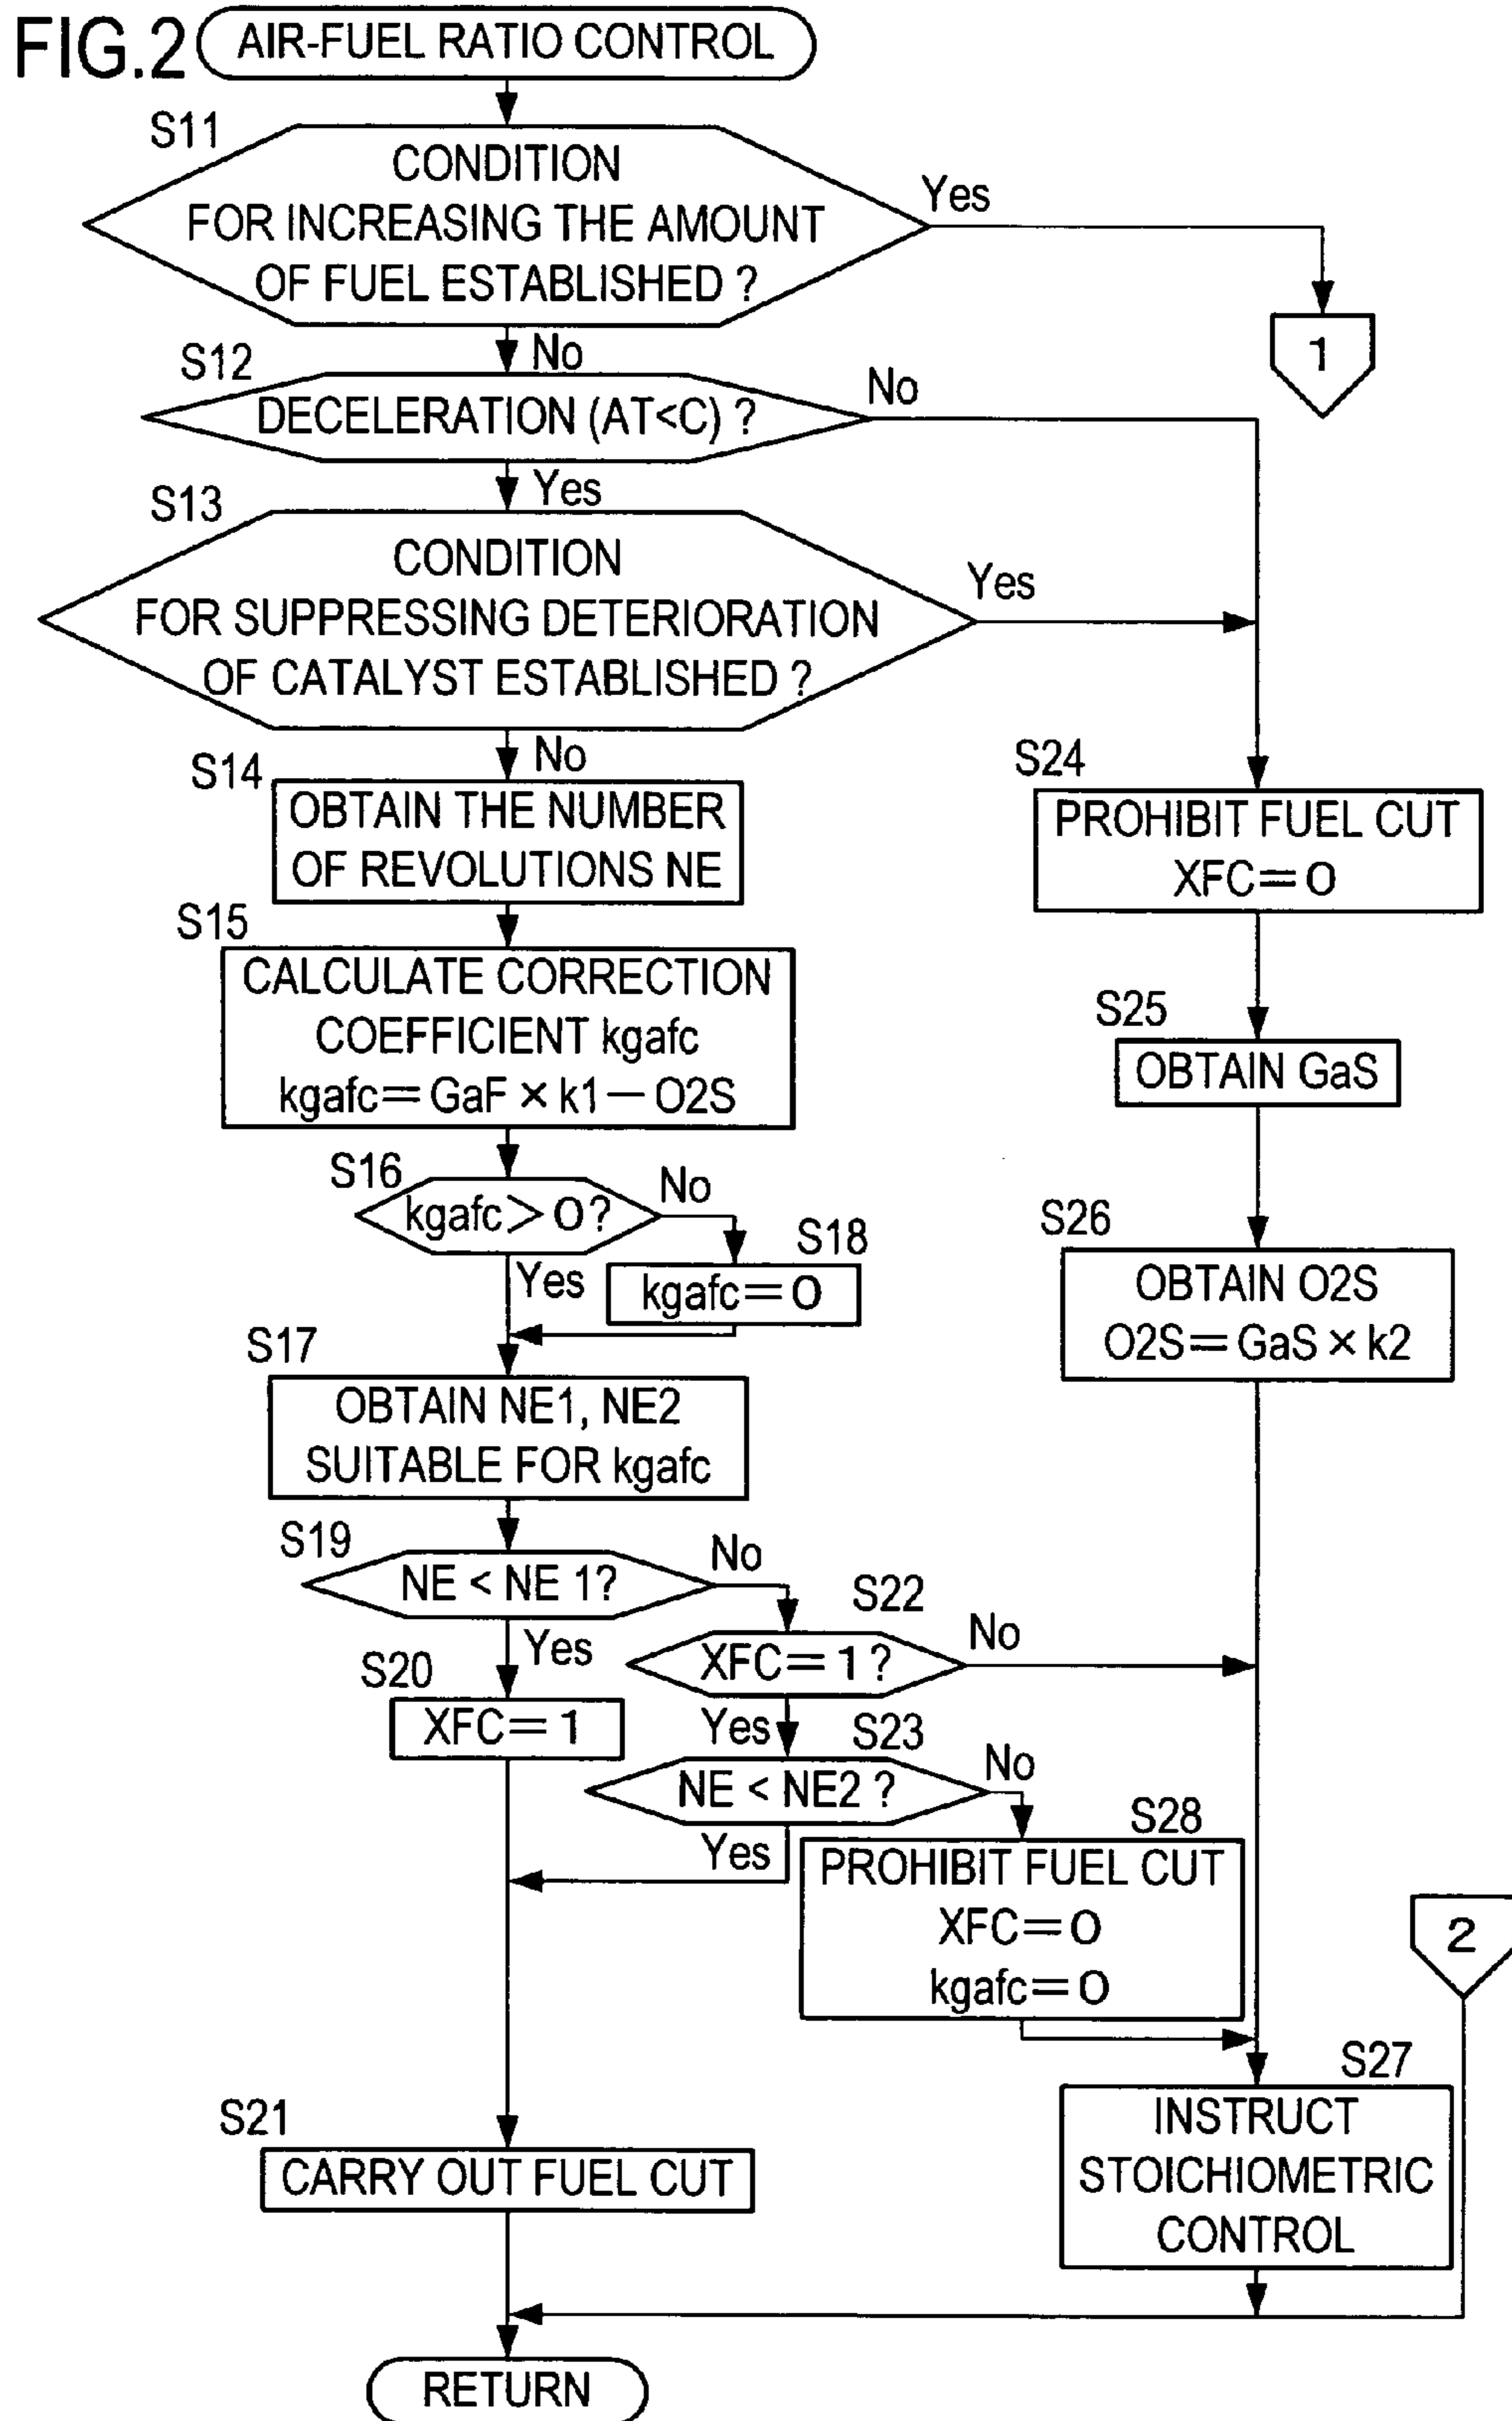 FIG.2
AIR-FUEL RATIO CONTROL
S11
CONDITION
FOR INCREASING THE AMOUNT
OF FUEL ESTABLISHED ?
Yes
1
No
S12
DECELERATION (AT<C) ?
No
Yes
S13
CONDITION
FOR SUPPRESSING DETERIORATION
OF CATALYST ESTABLISHED ?
Yes
No
S14
OBTAIN THE NUMBER
OF REVOLUTIONS NE
S24
PROHIBIT FUEL CUT
XFC=0
S15
CALCULATE CORRECTION
COEFFICIENT kgafc
kgafc=GaF × k1 − O2S
S25
OBTAIN GaS
S16
kgafc > 0?
No
Yes
S18
kgafc=0
S26
OBTAIN O2S
O2S=GaS × k2
S17
OBTAIN NE1, NE2
SUITABLE FOR kgafc
S19
NE < NE 1?
No
Yes
S22
XFC=1?
No
Yes
S20
XFC=1
S23
NE < NE2 ?
No
Yes
S28
PROHIBIT FUEL CUT
XFC=0
kgafc=0
2
S27
INSTRUCT
STOICHIOMETRIC
CONTROL
S21
CARRY OUT FUEL CUT
RETURN